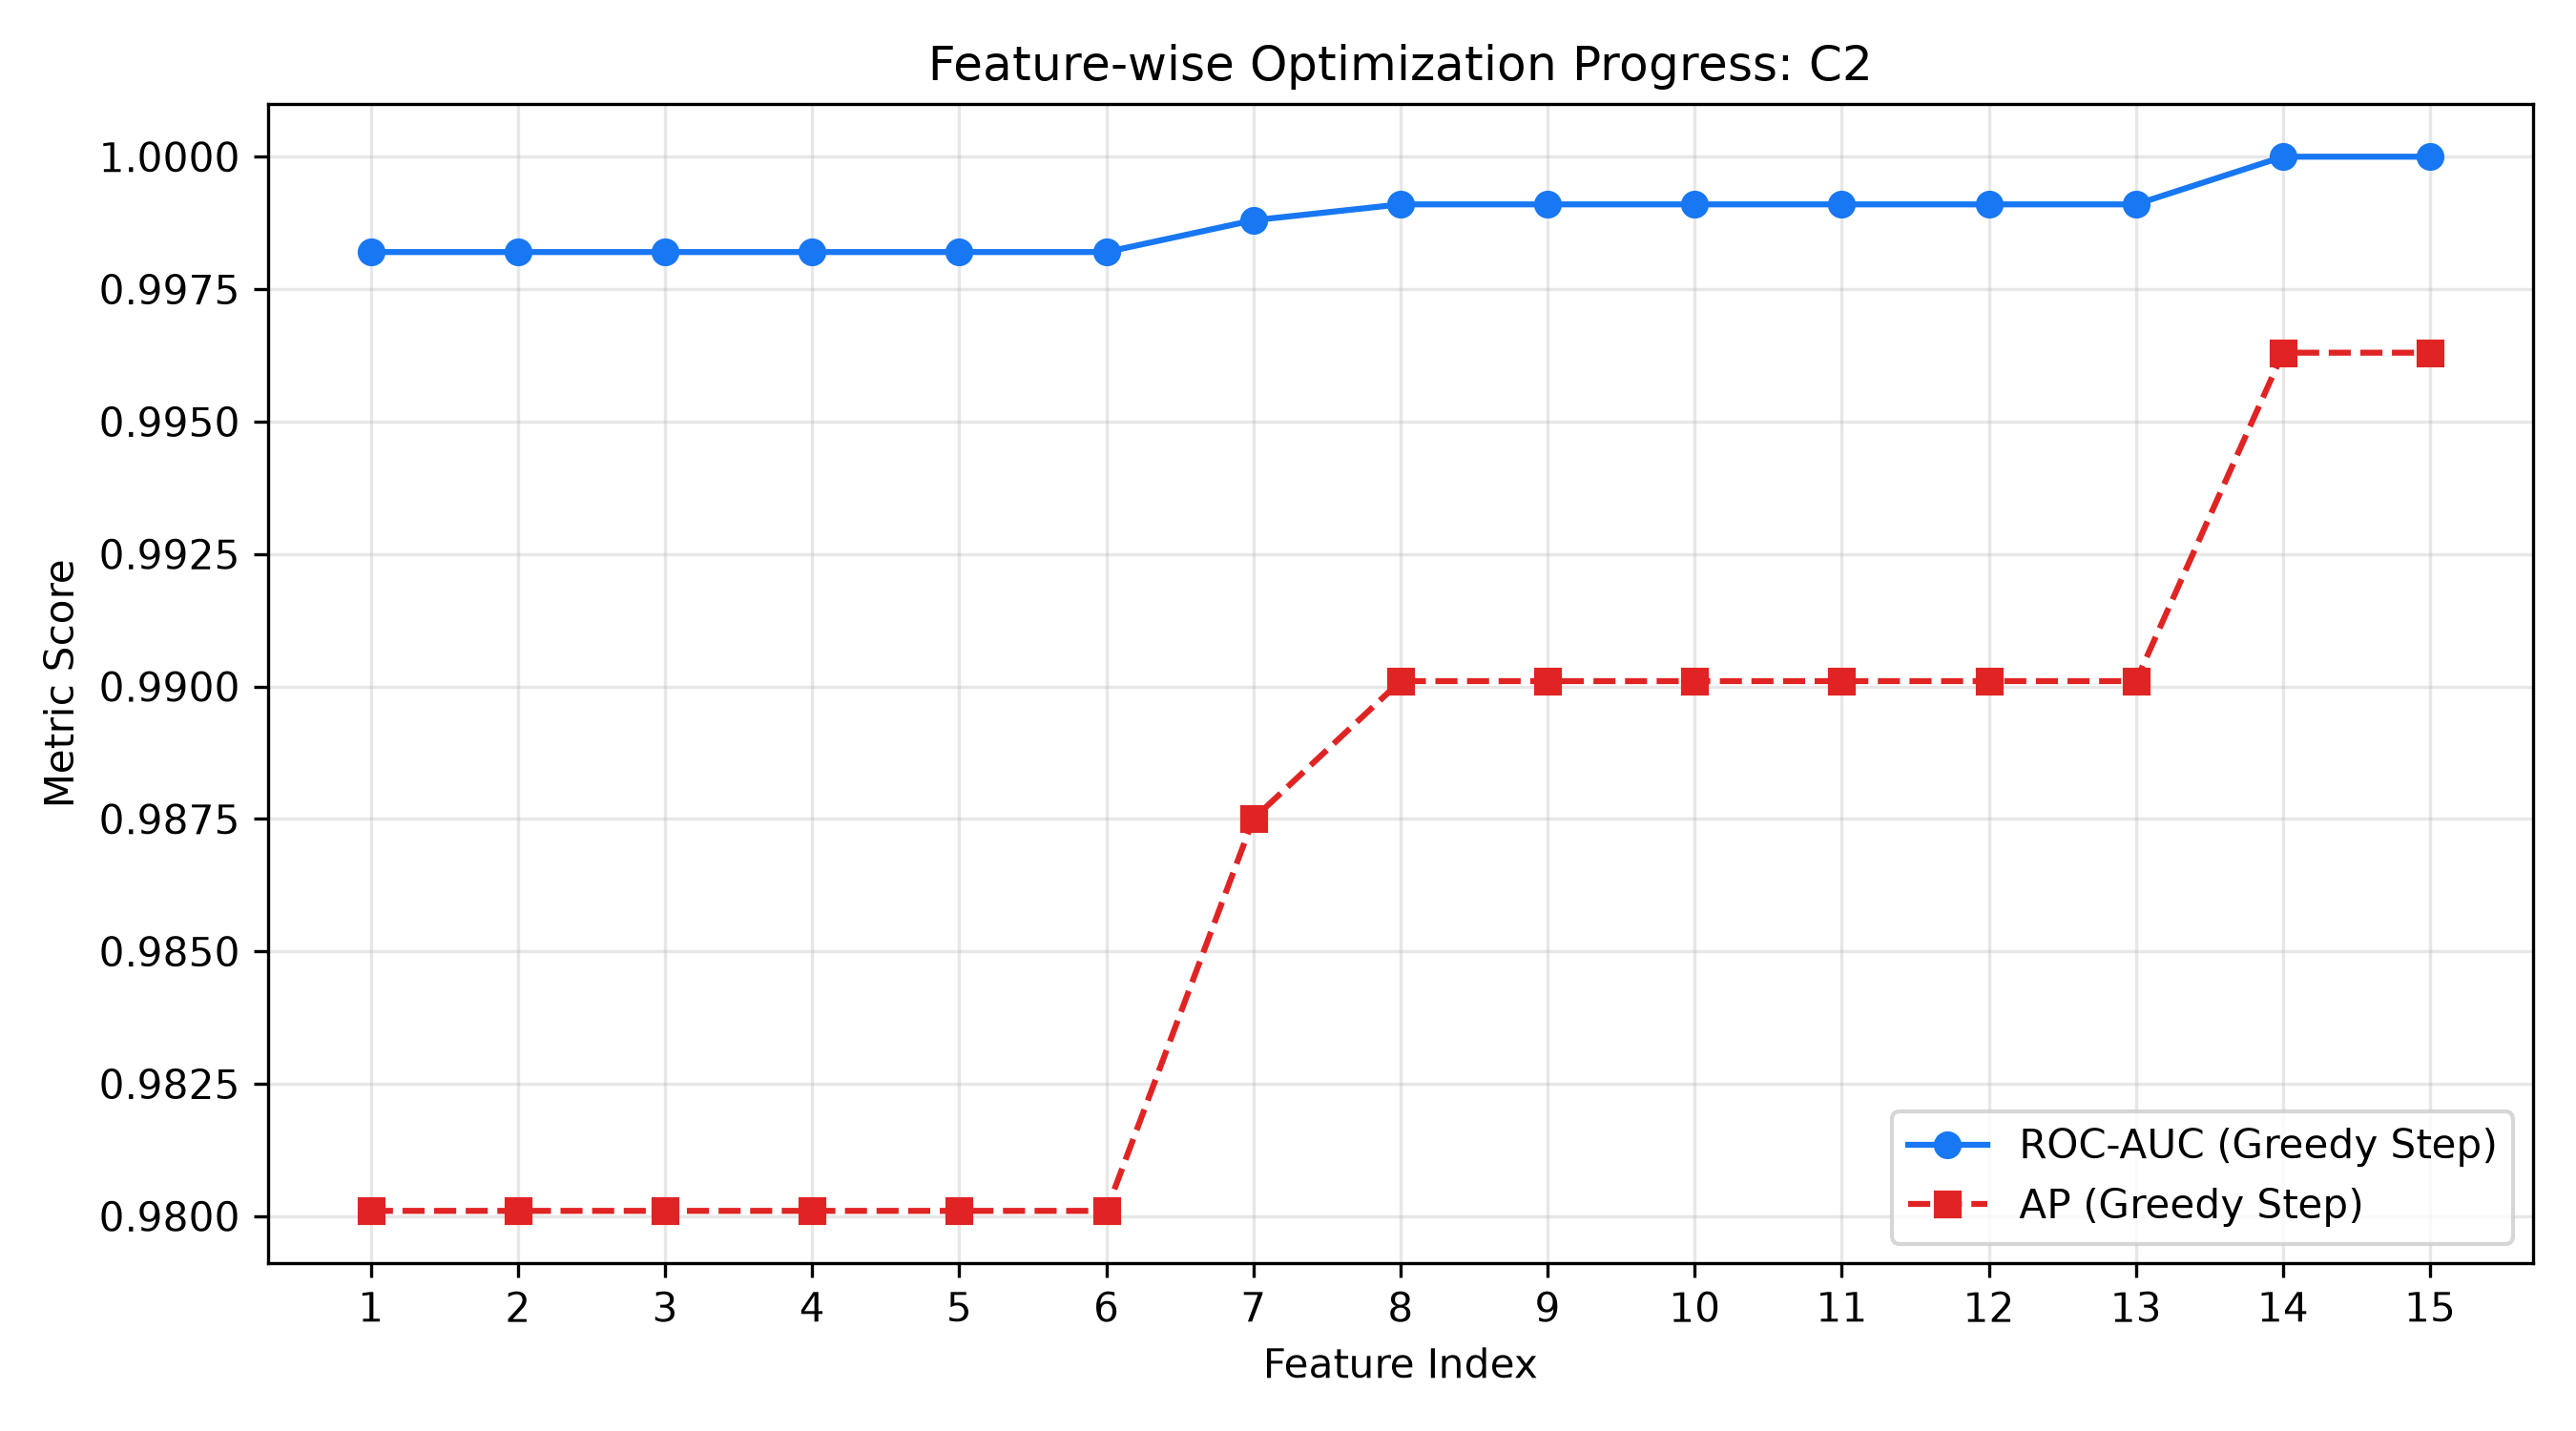 Feature-wise Optimization Progress: C2
1.0000
0.9975
0.9950
0.9925
0.9900
0.9875
0.9850
0.9825
0.9800
Metric Score
ROC-AUC (Greedy Step)
AP (Greedy Step)
1 2 3 4 5 6 7 8 9 10 11 12 13 14 15
Feature Index